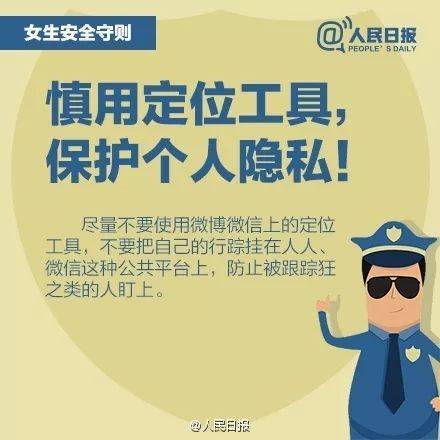 女生安全守则
@人民日报
PEOPLE'S DAILY
慎用定位工具，
保护个人隐私！
尽量不要使用微博微信上的定位
工具，不要把自己的行踪挂在人人、
微信这种公共平台上，防止被跟踪狂
之类的人盯上。
@人民日报